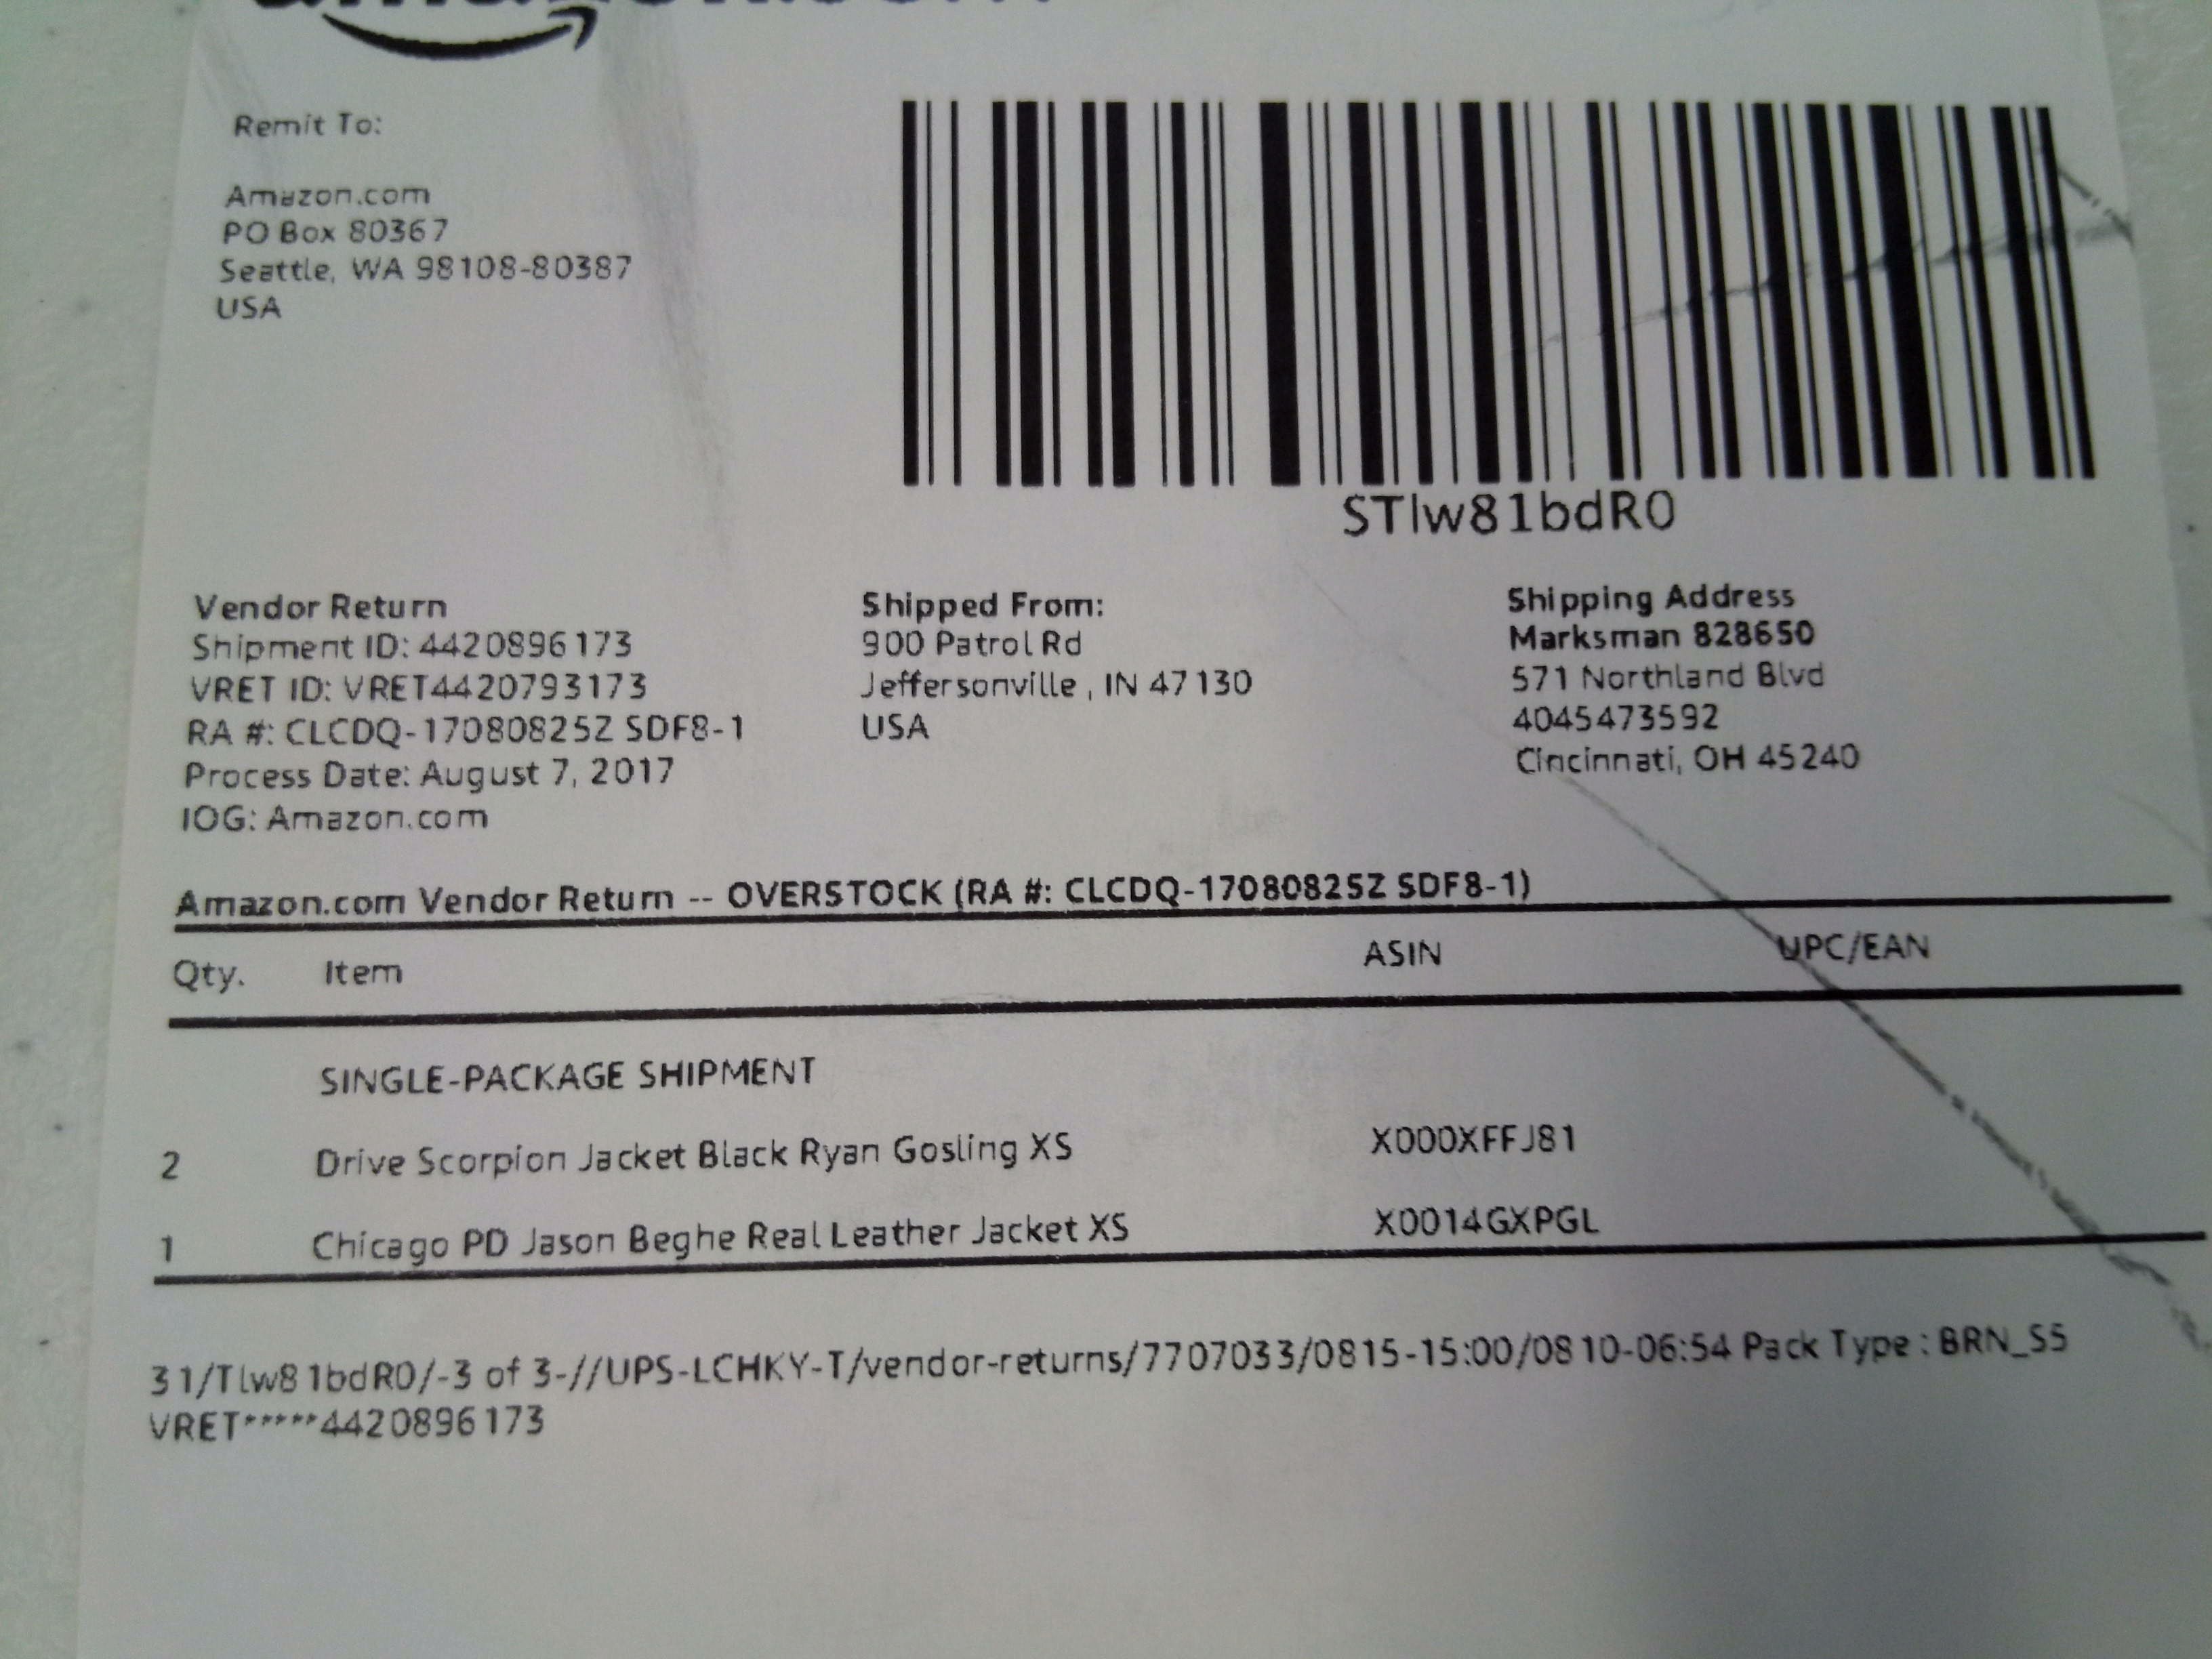 amazon.com
Remit To:
Amazon.com
PO Box 80367
Seattle, WA 98108-80387
USA
STlw81bdR0
Vendor Return
Shipment ID: 4420896173
VRET ID: VRET4420793173
RA #: CLCDQ-17080825Z SDF8-1
Process Date: August 7, 2017
IOG: Amazon.com
Shipped From:
900 Patrol Rd
Jeffersonville , IN 47130
USA
Shipping Address
Marksman 828650
571 Northland Blvd
4045473592
Cincinnati, OH 45240
Amazon.com Vendor Return -- OVERSTOCK (RA #: CLCDQ-17080825Z SDF8-1)
Qty. Item ASIN UPC/EAN
SINGLE-PACKAGE SHIPMENT
2 Drive Scorpion Jacket Black Ryan Gosling XS X000XFFJ81
1 Chicago PD Jason Beghe Real Leather Jacket XS X0014GXPGL
31/Tlw81bdR0/-3 of 3-//UPS-LCHKY-T/vendor-returns/7707033/0815-15:00/0810-06:54 Pack Type : BRN_S5
VRET*****4420896173